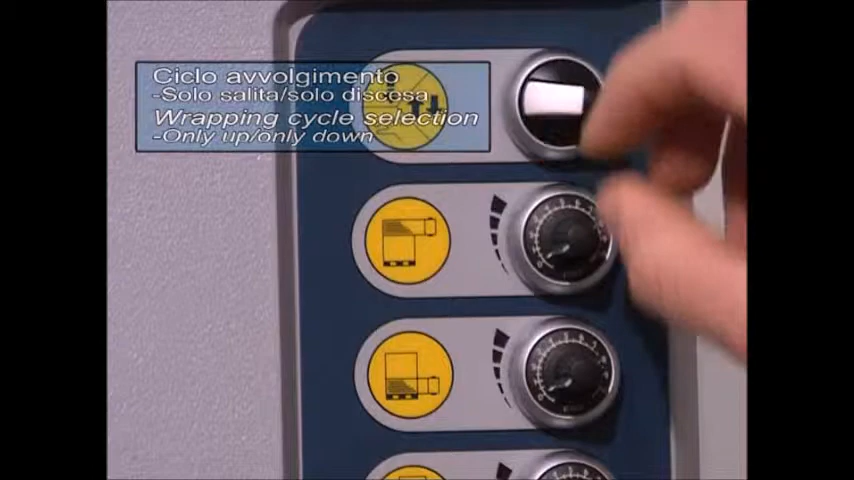 Ciclo avvolgimento
-Solo salita/solo discesa
Wrapping cycle selection
-Only up/only down